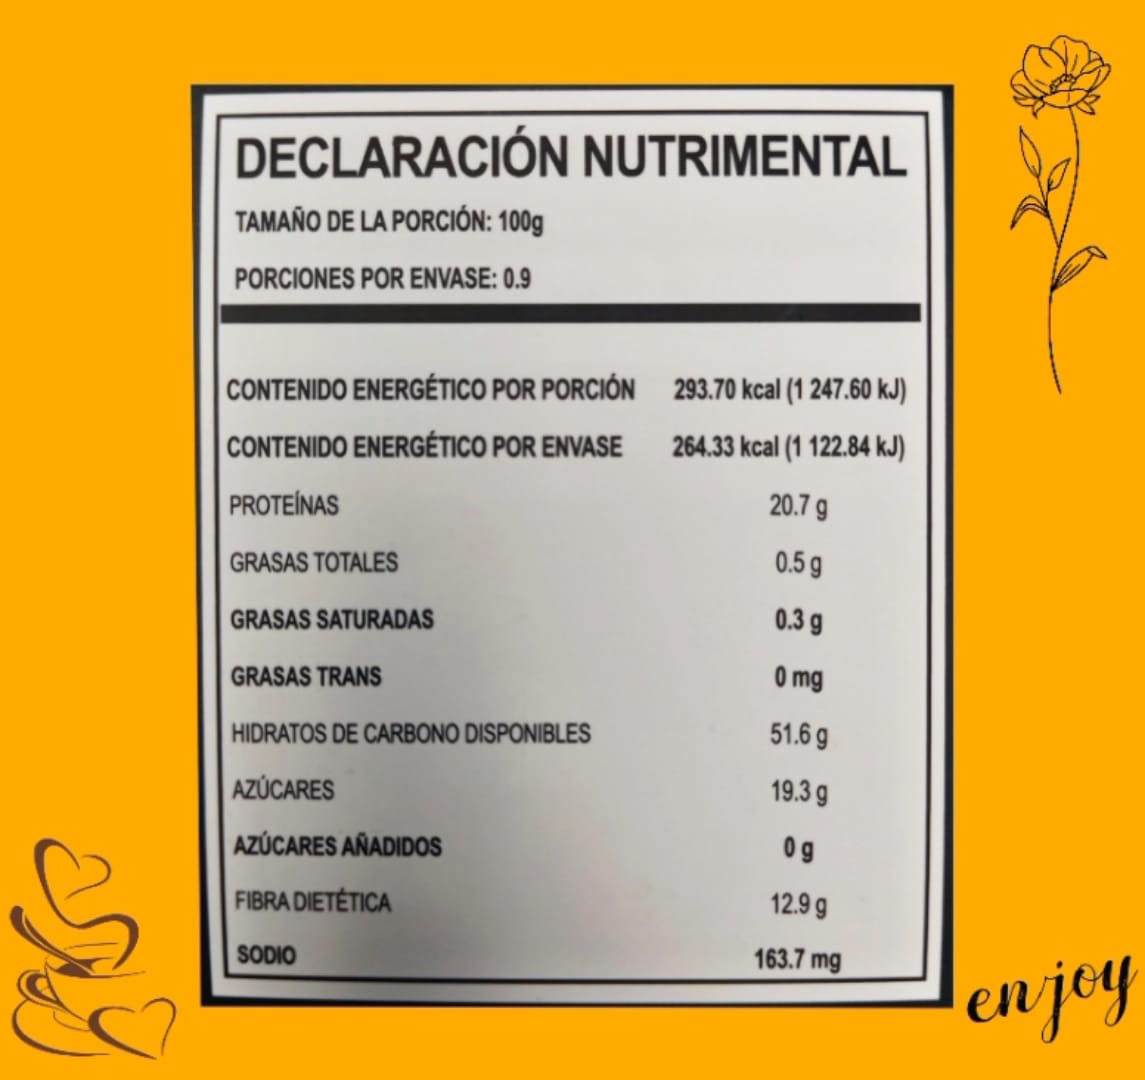 DECLARACIÓN NUTRIMENTAL
TAMAÑO DE LA PORCIÓN: 100g
PORCIONES POR ENVASE: 0.9
CONTENIDO ENERGÉTICO POR PORCIÓN 293.70 kcal (1 247.60 kJ)
CONTENIDO ENERGÉTICO POR ENVASE 264.33 kcal (1 122.84 kJ)
PROTEÍNAS 20.7 g
GRASAS TOTALES 0.5 g
GRASAS SATURADAS 0.3 g
GRASAS TRANS 0 mg
HIDRATOS DE CARBONO DISPONIBLES 51.6 g
AZÚCARES 19.3 g
AZÚCARES AÑADIDOS 0 g
FIBRA DIETÉTICA 12.9 g
SODIO 163.7 mg
enjoy